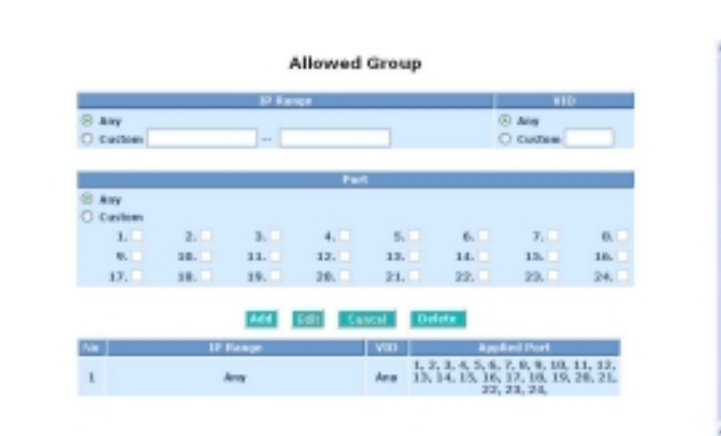 Allowed Group
IP Range VID
Any Any
Custom -- Custom
Port
Any
Custom
1. 2. 3. 4. 5. 6. 7. 8.
9. 10. 11. 12. 13. 14. 15. 16.
17. 18. 19. 20. 21. 22. 23. 24.
Add Edit Cancel Delete
No IP Range VID Applied Port
1 Any Any 1, 2, 3, 4, 5, 6, 7, 8, 9, 10, 11, 12,
13, 14, 15, 16, 17, 18, 19, 20, 21,
22, 23, 24,